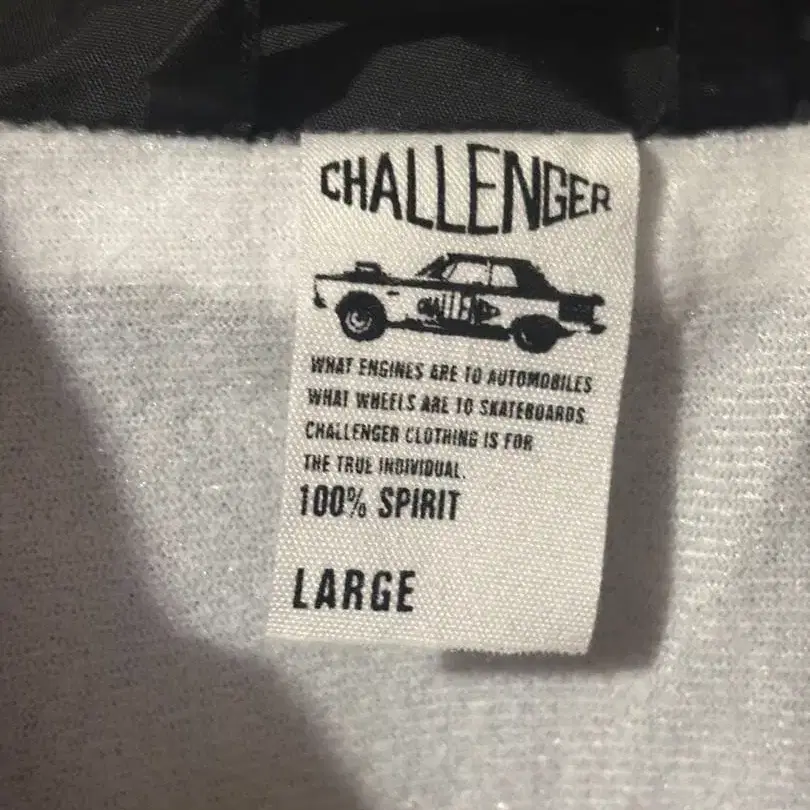 CHALLENGER
CHALLENGER
WHAT ENGINES ARE TO AUTOMOBILES
WHAT WHEELS ARE TO SKATEBOARDS.
CHALLENGER CLOTHING IS FOR
THE TRUE INDIVIDUAL.
100% SPIRIT
LARGE